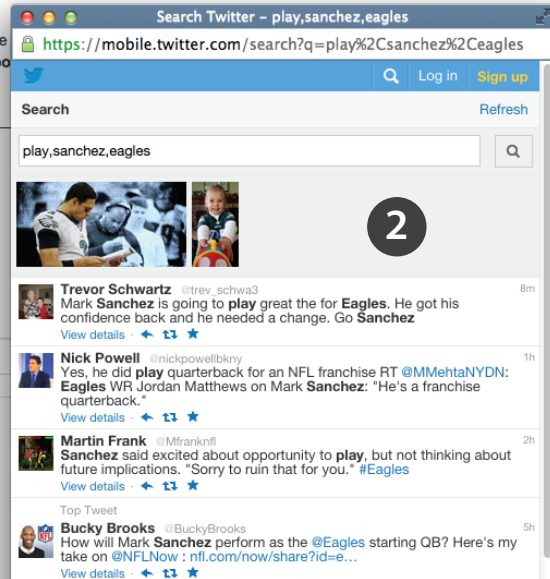 Search Twitter – play,sanchez,eagles
https://mobile.twitter.com/search?q=play%2Csanchez%2Ceagles
Log in
Sign up
Search
Refresh
play,sanchez,eagles
2
Trevor Schwartz @trev_schwa3
8m
Mark Sanchez is going to play great the for Eagles. He got his
confidence back and he needed a change. Go Sanchez
View details ·
Nick Powell @nickpowellbkny
1h
Yes, he did play quarterback for an NFL franchise RT @MMehtaNYDN:
Eagles WR Jordan Matthews on Mark Sanchez: "He's a franchise
quarterback."
View details ·
Martin Frank @Mfranknfl
2h
Sanchez said excited about opportunity to play, but not thinking about
future implications. "Sorry to ruin that for you." #Eagles
View details ·
Top Tweet
Bucky Brooks @BuckyBrooks
5h
How will Mark Sanchez perform as the @Eagles starting QB? Here's my
take on @NFLNow : nfl.com/now/share?id=e…
View details ·
NFL